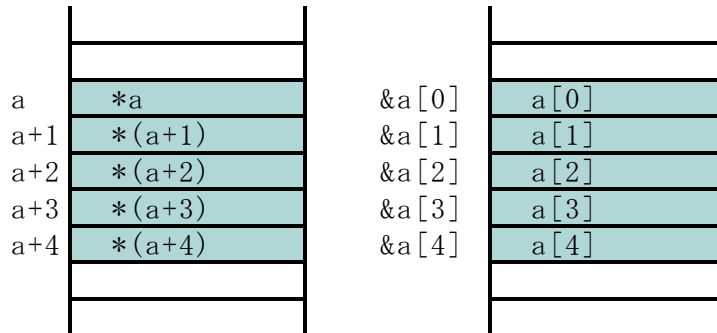 a *a &a[0] a[0]
a+1 *(a+1) &a[1] a[1]
a+2 *(a+2) &a[2] a[2]
a+3 *(a+3) &a[3] a[3]
a+4 *(a+4) &a[4] a[4]